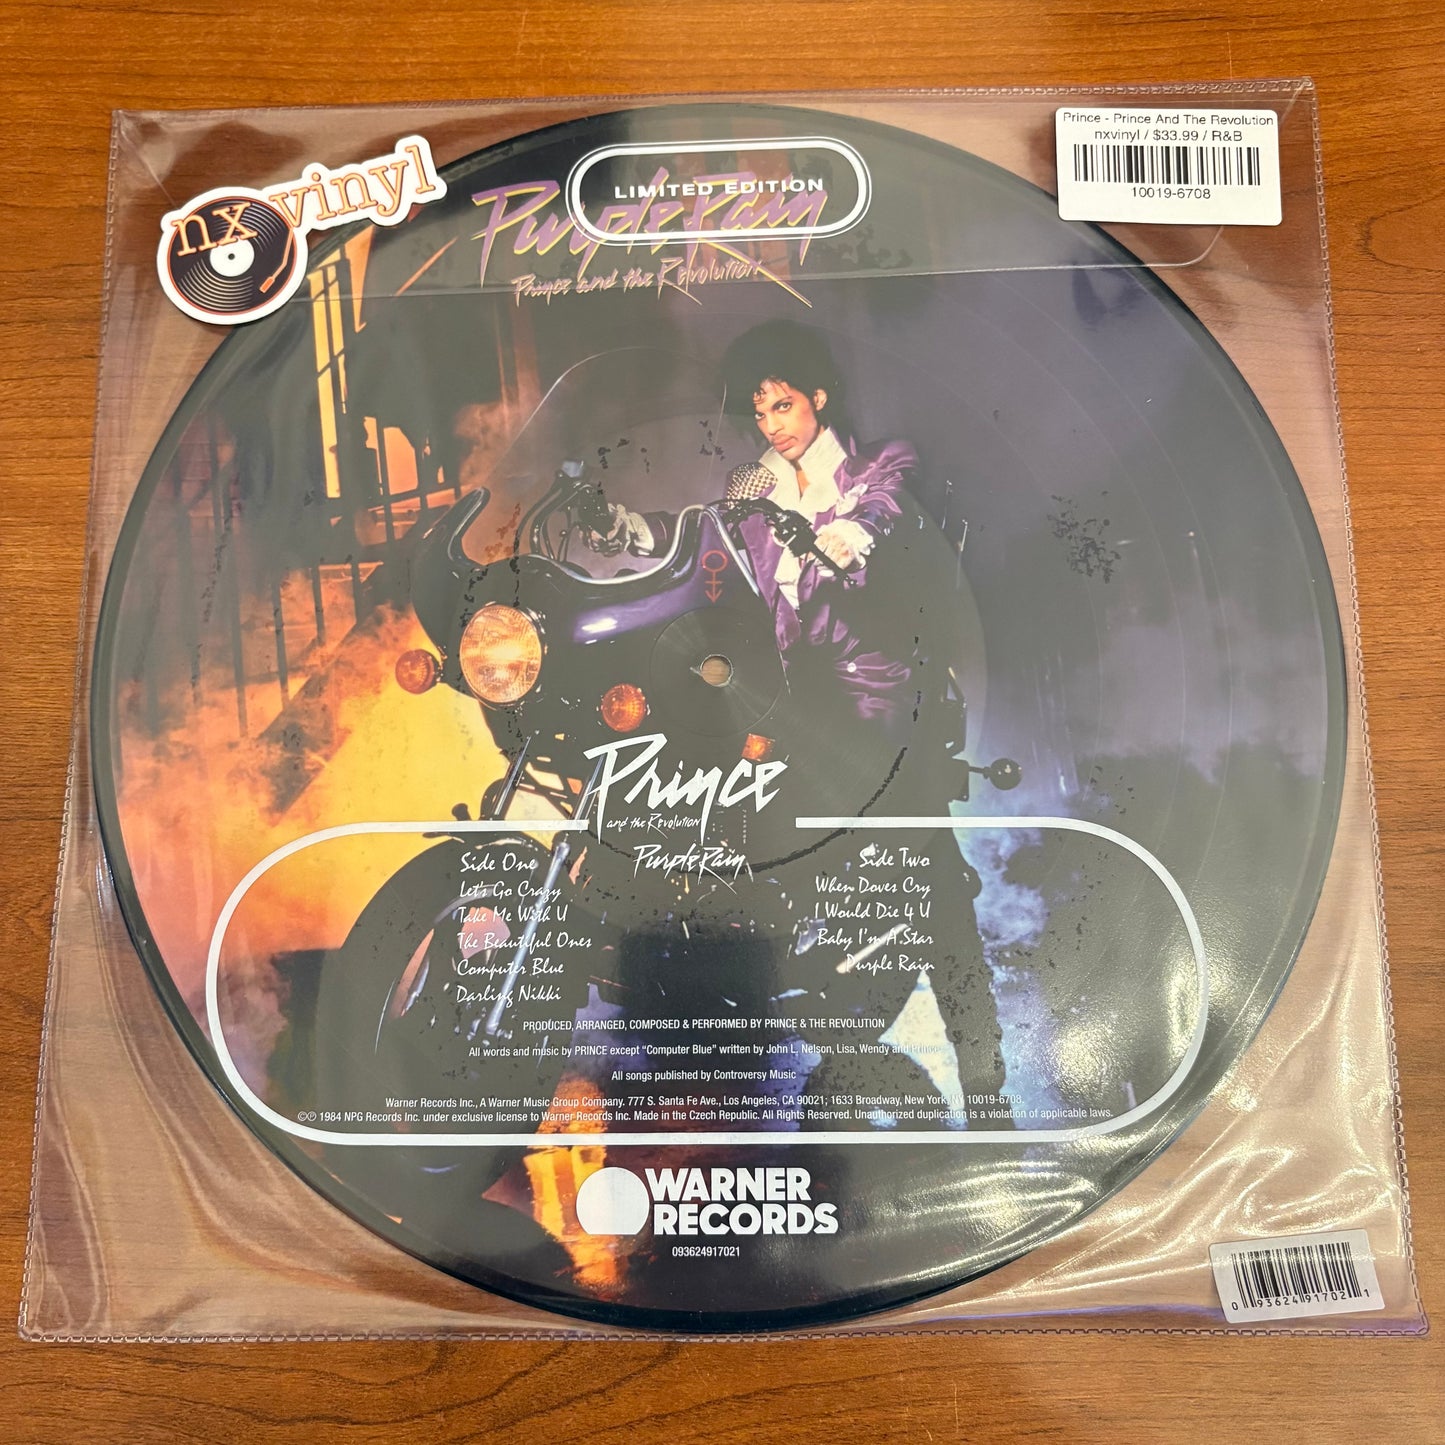 nx vinyl
Prince - Prince And The Revolution
nxvinyl / $33.99 / R&B
10019-6708
LIMITED EDITION
Purple Rain
Prince and the Revolution
Prince
and the Revolution
Purple Rain
Side One
Let's Go Crazy
Take Me With U
The Beautiful Ones
Computer Blue
Darling Nikki
Side Two
When Doves Cry
I Would Die 4 U
Baby I'm A Star
Purple Rain
PRODUCED, ARRANGED, COMPOSED & PERFORMED BY PRINCE & THE REVOLUTION
All words and music by PRINCE except "Computer Blue" written by John L. Nelson, Lisa, Wendy and Prince
All songs published by Controversy Music
Warner Records Inc., A Warner Music Group Company. 777 S. Santa Fe Ave., Los Angeles, CA 90021; 1633 Broadway, New York, NY 10019-6708.
©℗ 1984 NPG Records Inc. under exclusive license to Warner Records Inc. Made in the Czech Republic. All Rights Reserved. Unauthorized duplication is a violation of applicable laws.
WARNER
RECORDS
093624917021
0 93624 91702 1